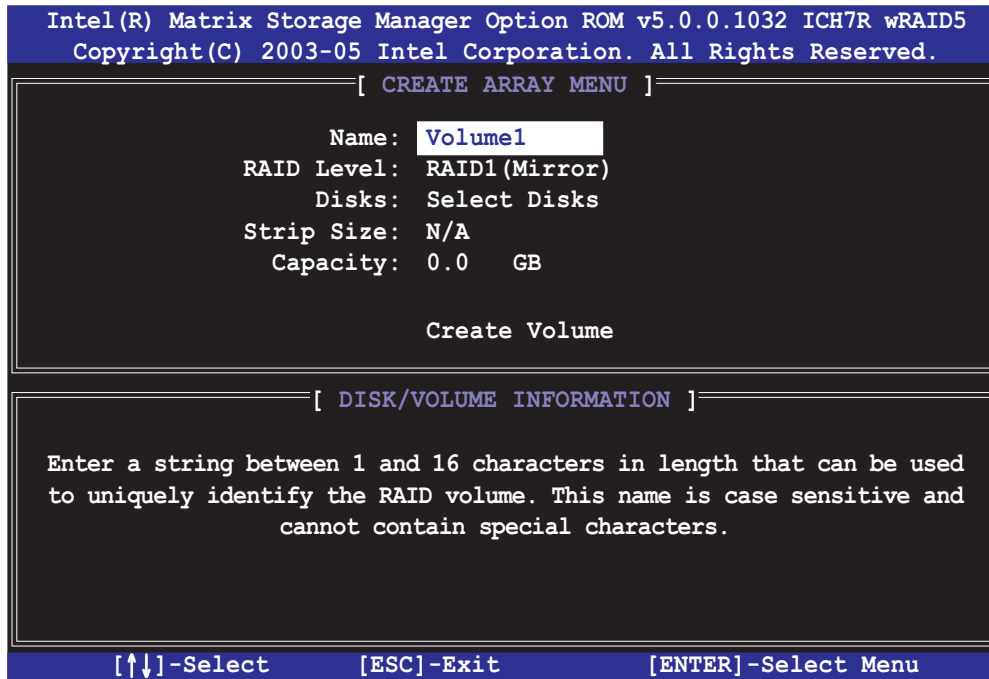 Intel(R) Matrix Storage Manager Option ROM v5.0.0.1032 ICH7R wRAID5
Copyright(C) 2003-05 Intel Corporation. All Rights Reserved.
[ CREATE ARRAY MENU ]
Name: Volume1
RAID Level: RAID1(Mirror)
Disks: Select Disks
Strip Size: N/A
Capacity: 0.0 GB
Create Volume
[ DISK/VOLUME INFORMATION ]
Enter a string between 1 and 16 characters in length that can be used
to uniquely identify the RAID volume. This name is case sensitive and
cannot contain special characters.
[↑↓]-Select [ESC]-Exit [ENTER]-Select Menu